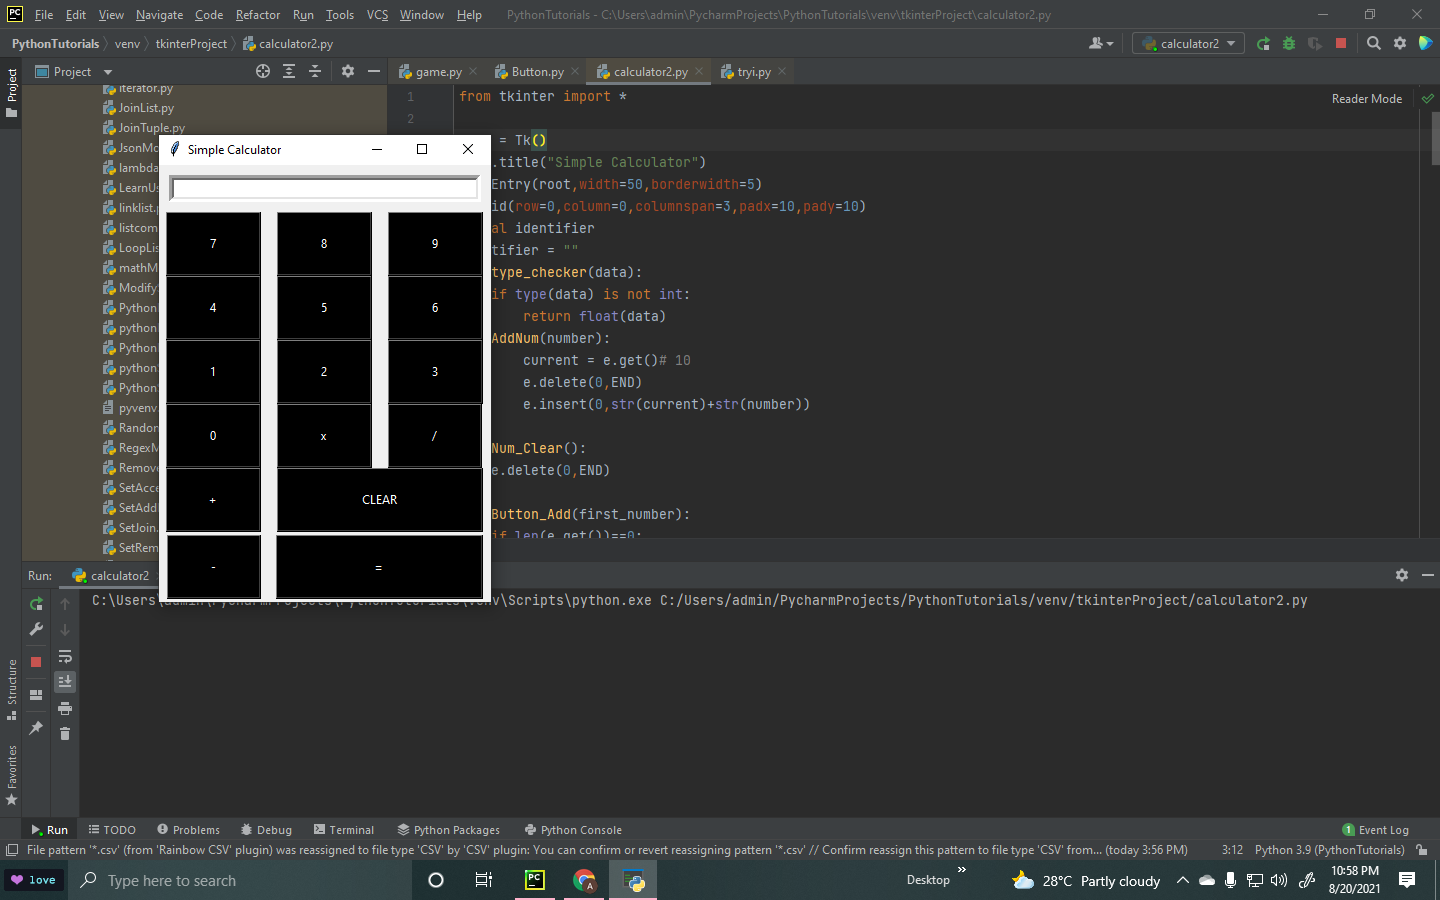 PC File Edit View Navigate Code Refactor Run Tools VCS Window Help PythonTutorials - C:\Users\admin\PycharmProjects\PythonTutorials\venv\tkinterProject\calculator2.py
PythonTutorials venv tkinterProject calculator2.py calculator2
Project
Project
game.py Button.py calculator2.py tryi.py
iterator.py
JoinList.py
JoinTuple.py
JsonMo
lambda
LearnUs
linklist.p
listcom
LoopLis
mathM
Modify
Python
python
Python
python
Python
pyvenv
Randor
RegexM
Remove
SetAcce
SetAdd
SetJoin.
SetRem
Simple Calculator
7 8 9
4 5 6
1 2 3
0 x /
+ CLEAR
- =
1 from tkinter import *
2
= Tk()
.title("Simple Calculator")
Entry(root,width=50,borderwidth=5)
id(row=0,column=0,columnspan=3,padx=10,pady=10)
al identifier
tifier = ""
type_checker(data):
if type(data) is not int:
return float(data)
AddNum(number):
current = e.get()# 10
e.delete(0,END)
e.insert(0,str(current)+str(number))
Num_Clear():
e.delete(0,END)
Button_Add(first_number):
if len(e.get())==0:
Reader Mode
Run: calculator2
C:\Users\admin\PycharmProjects\PythonTutorials\venv\Scripts\python.exe C:/Users/admin/PycharmProjects/PythonTutorials/venv/tkinterProject/calculator2.py
Structure
Favorites
Run TODO Problems Debug Terminal Python Packages Python Console 1 Event Log
File pattern '*.csv' (from 'Rainbow CSV' plugin) was reassigned to file type 'CSV' by 'CSV' plugin: You can confirm or revert reassigning pattern '*.csv' // Confirm reassign this pattern to file type 'CSV' from... (today 3:56 PM) 3:12 Python 3.9 (PythonTutorials)
love Type here to search PC A Desktop » 28°C Partly cloudy 10:58 PM
8/20/2021